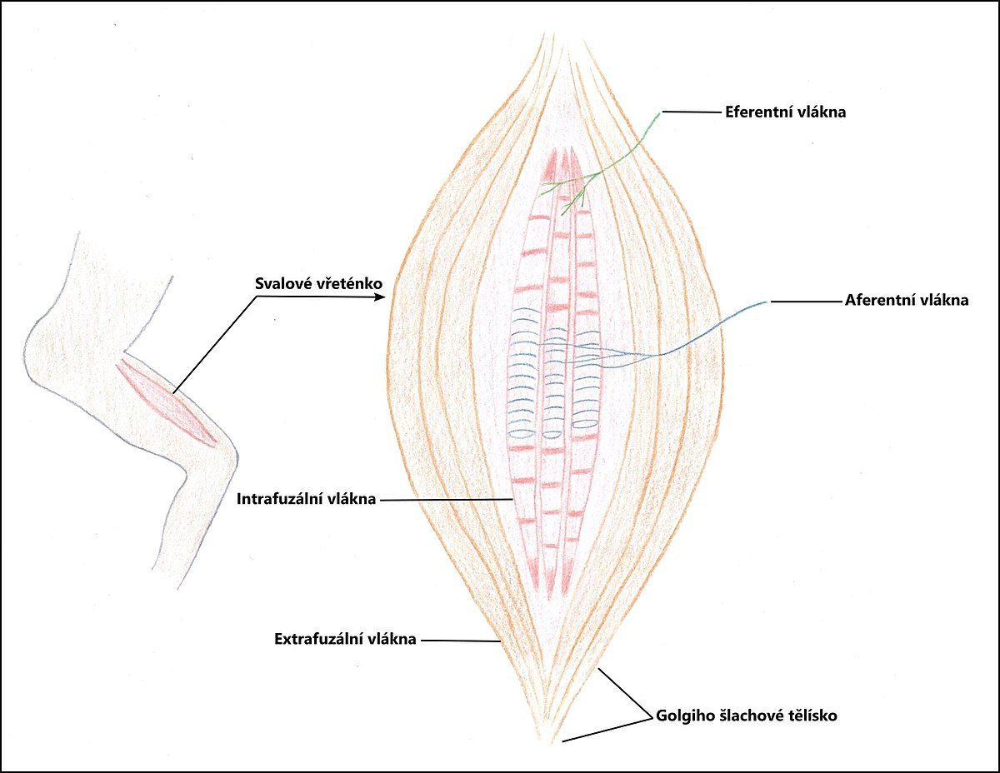 Eferentní vlákna
Svalové vřeténko
Aferentní vlákna
Intrafuzální vlákna
Extrafuzální vlákna
Golgiho šlachové tělísko